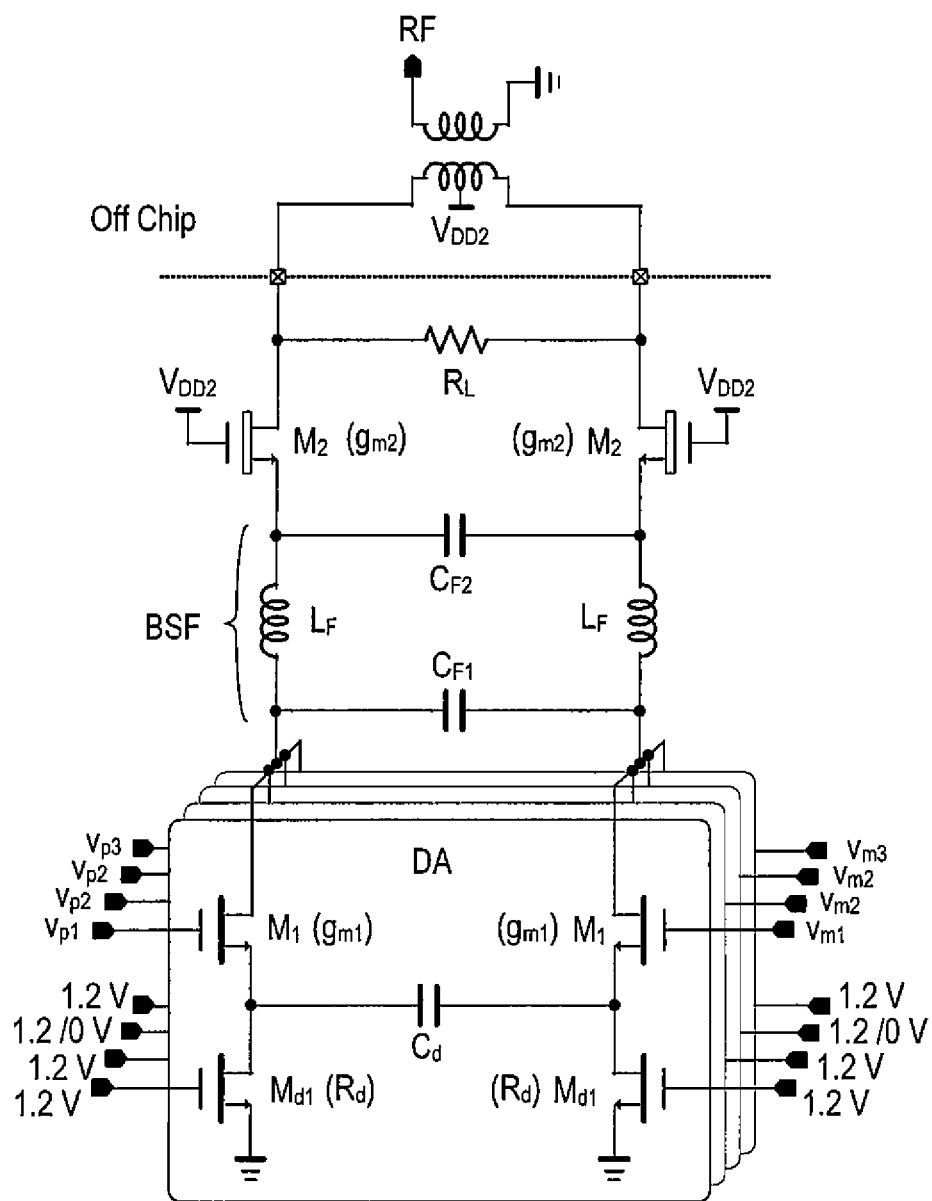 RF
Off Chip
VDD2
RL
VDD2
VDD2
M2 (gm2)
(gm2) M2
CF2
BSF
LF
LF
CF1
DA
Vp3
Vp2
Vp2
Vp1
Vm3
Vm2
Vm2
Vm1
M1 (gm1)
(gm1) M1
Cd
1.2 V
1.2 /0 V
1.2 V
1.2 V
1.2 V
1.2 /0 V
1.2 V
1.2 V
Md1 (Rd)
(Rd) Md1